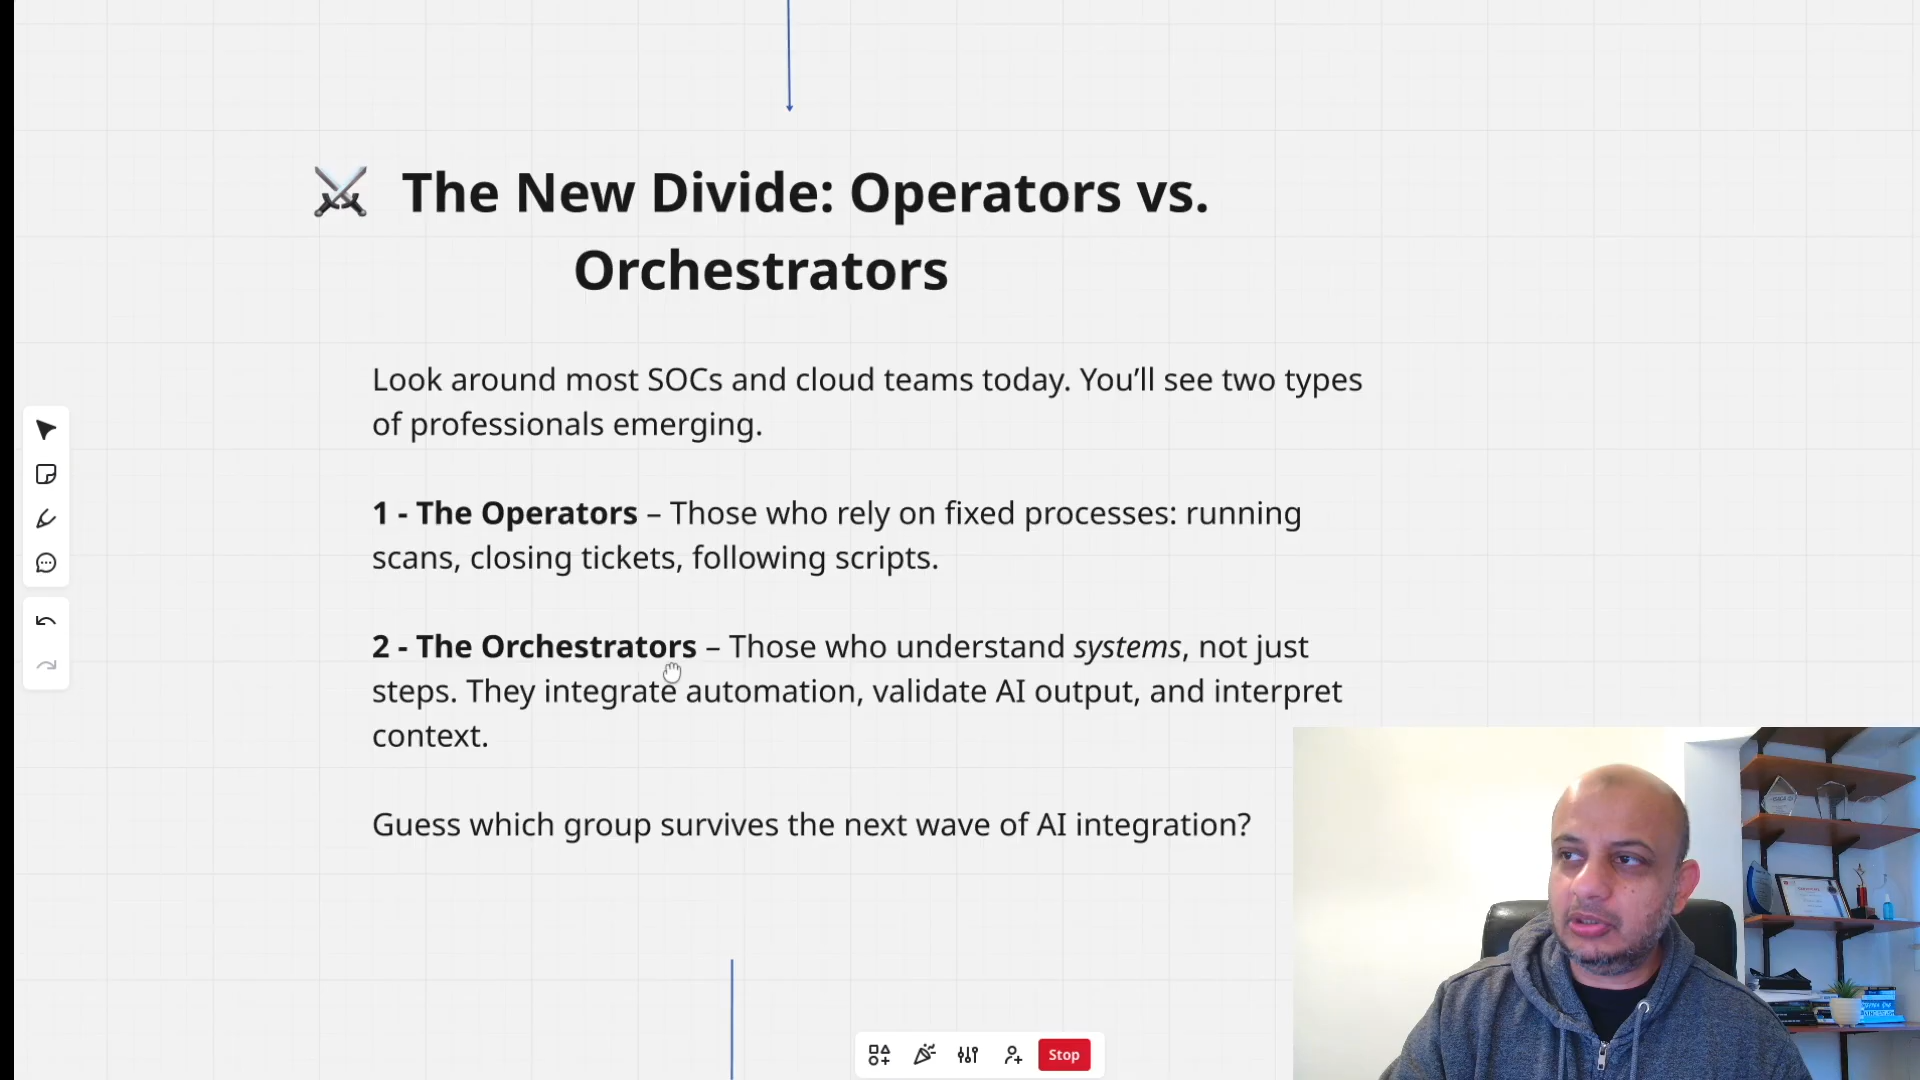 ⚔️ The New Divide: Operators vs.
Orchestrators
Look around most SOCs and cloud teams today. You’ll see two types
of professionals emerging.
1 - The Operators – Those who rely on fixed processes: running
scans, closing tickets, following scripts.
2 - The Orchestrators – Those who understand systems, not just
steps. They integrate automation, validate AI output, and interpret
context.
Guess which group survives the next wave of AI integration?
Stop